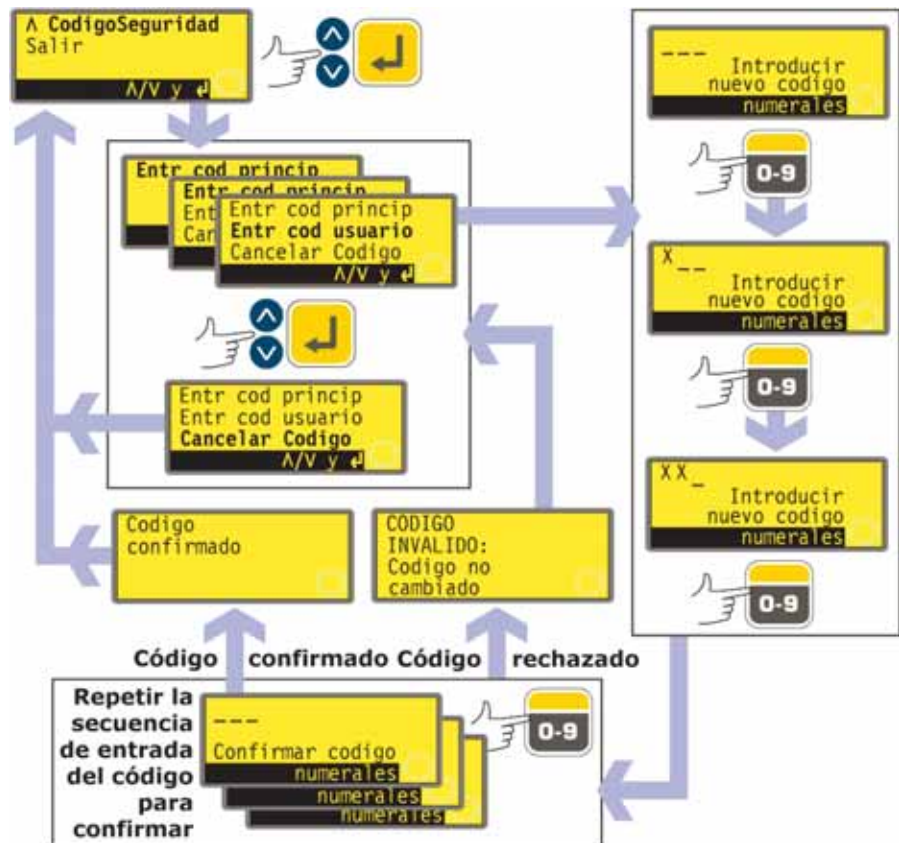 Λ CodigoSeguridad
Salir
Λ/V y ↲
Entr cod princip
Entr cod princip
Ent
Can
Entr cod princip
Entr cod usuario
Cancelar Codigo
Λ/V y ↲
Entr cod princip
Entr cod usuario
Cancelar Codigo
Λ/V y ↲
Codigo
confirmado
CODIGO
INVALIDO:
Codigo no
cambiado
Código confirmado
Código rechazado
Repetir la
secuencia
de entrada
del código
para
confirmar
---
Confirmar codigo
numerales
numerales
numerales
0-9
---
Introducir
nuevo codigo
numerales
0-9
X__
Introducir
nuevo codigo
numerales
0-9
XX_
Introducir
nuevo codigo
numerales
0-9